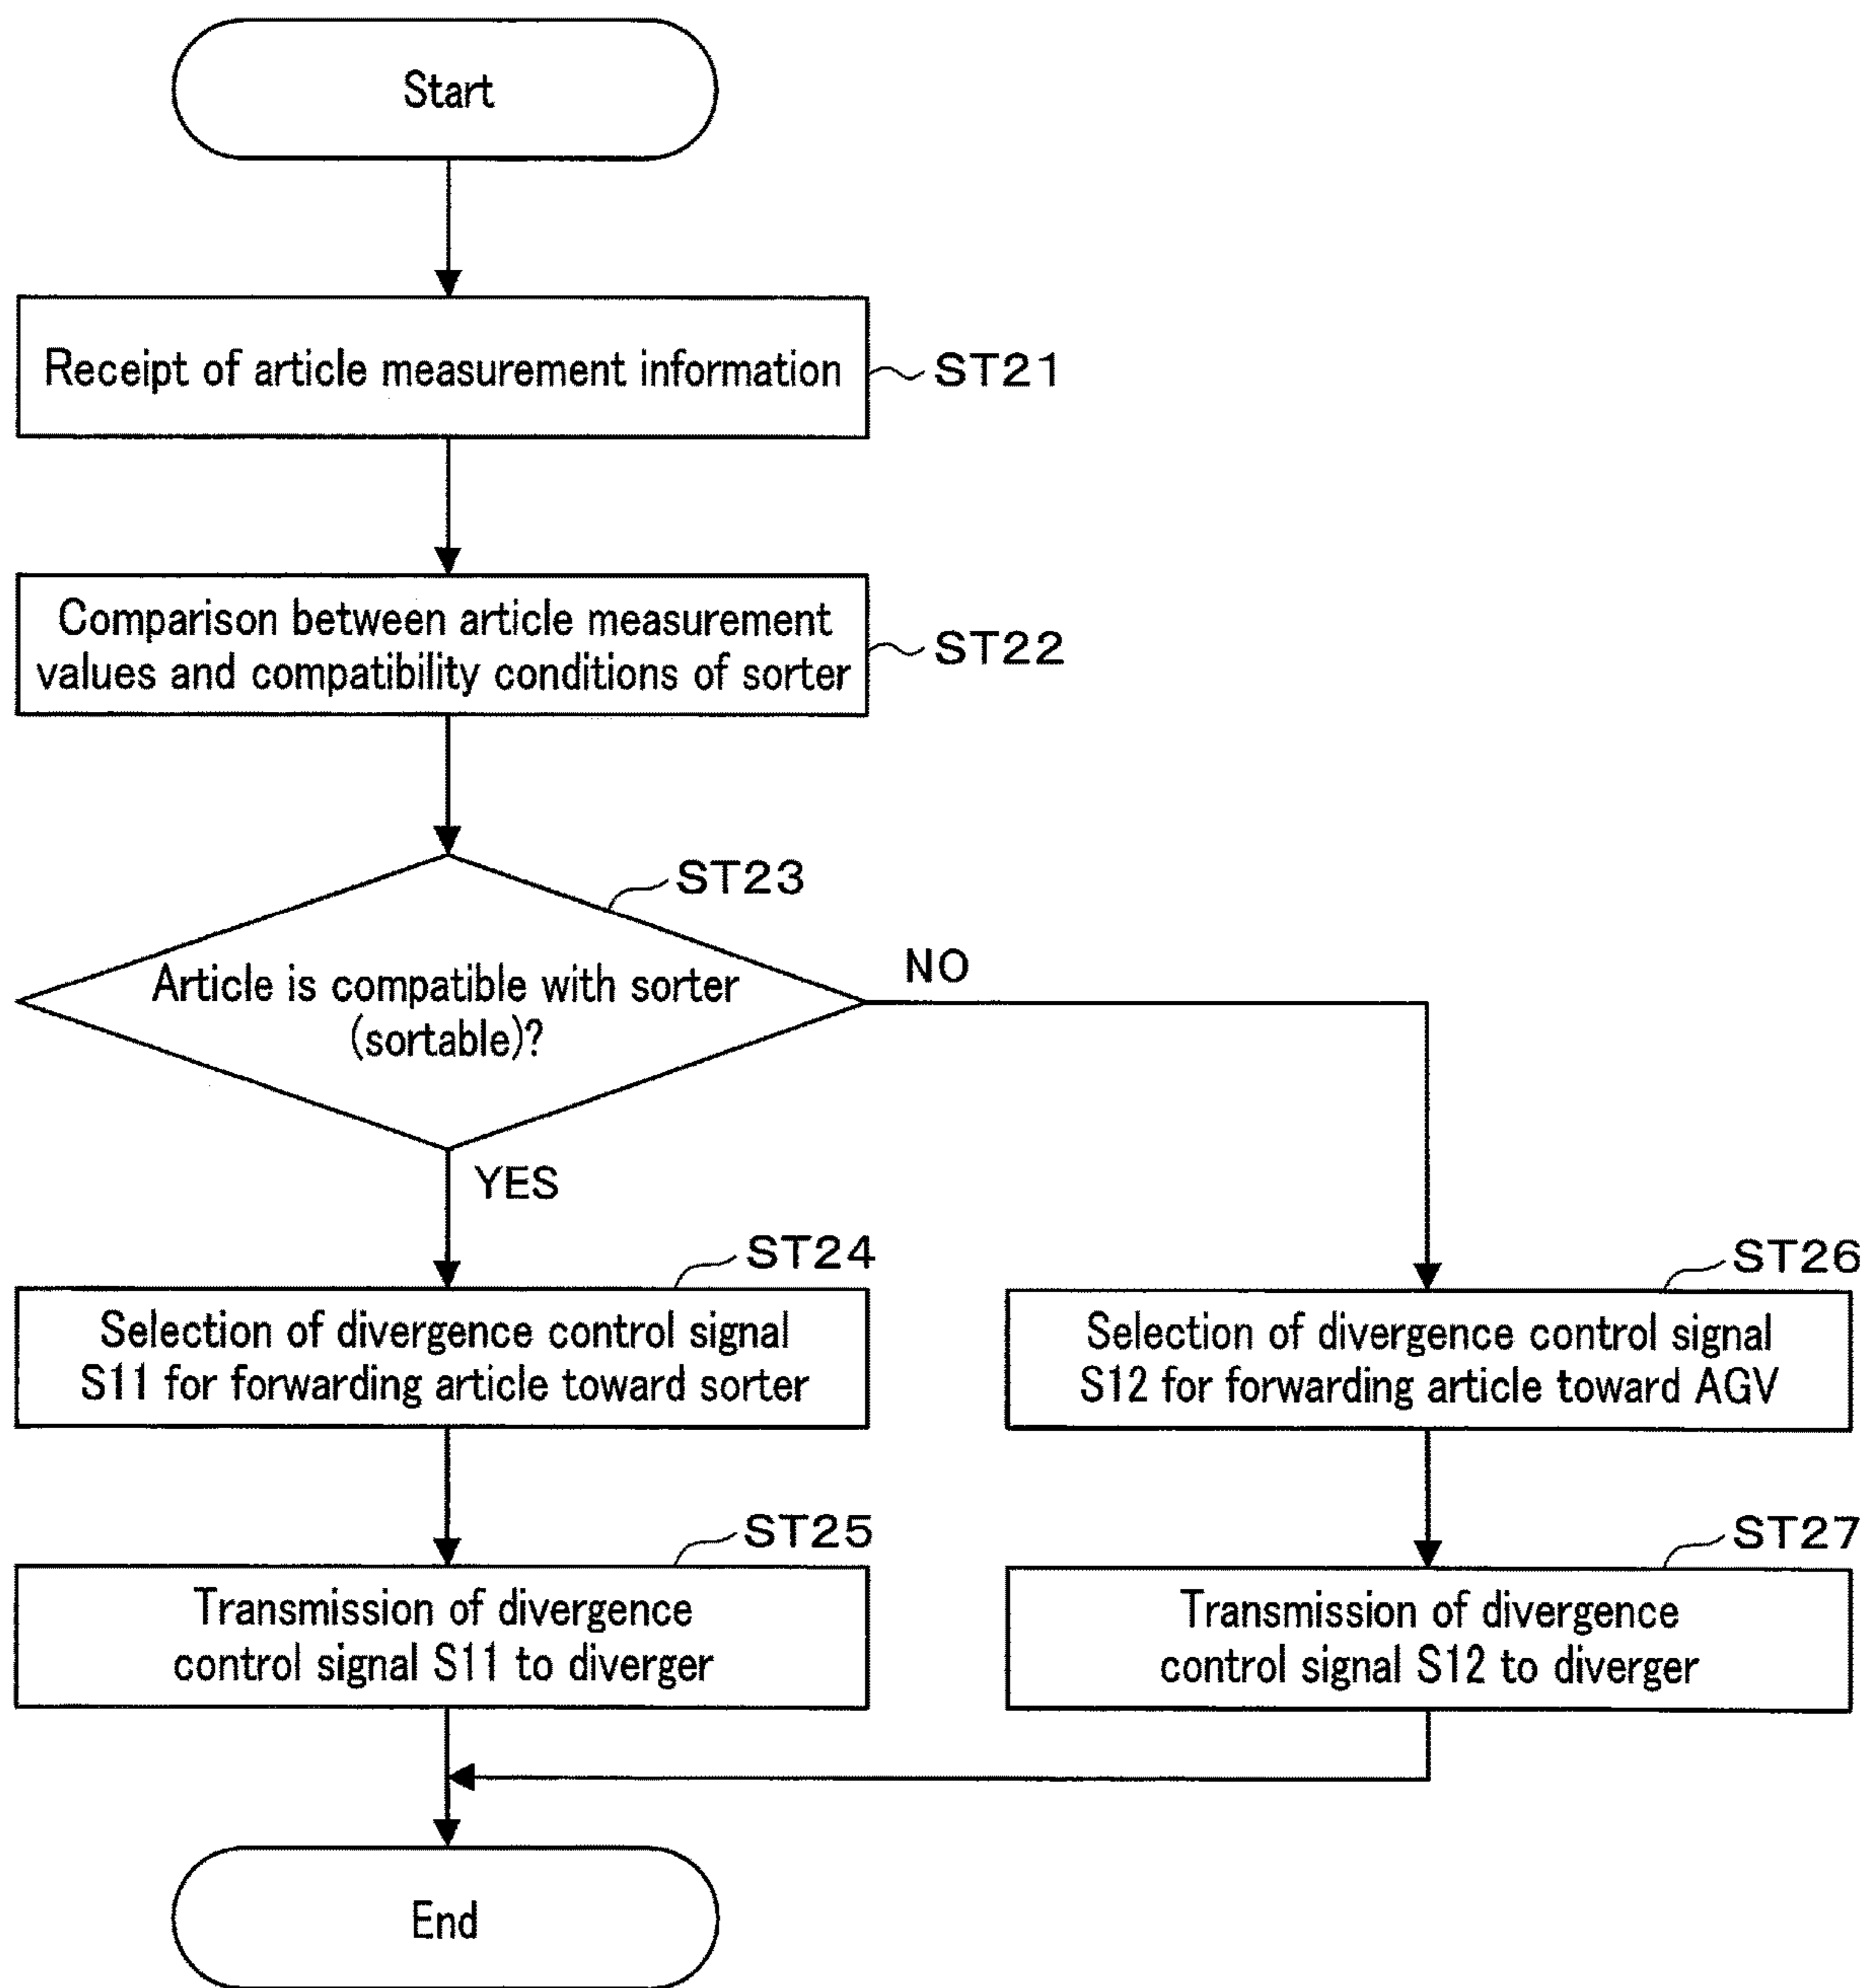 Start
Receipt of article measurement information
ST21
Comparison between article measurement
values and compatibility conditions of sorter
ST22
ST23
Article is compatible with sorter
(sortable)?
NO
YES
ST24
Selection of divergence control signal
S11 for forwarding article toward sorter
ST26
Selection of divergence control signal
S12 for forwarding article toward AGV
ST25
Transmission of divergence
control signal S11 to diverger
ST27
Transmission of divergence
control signal S12 to diverger
End